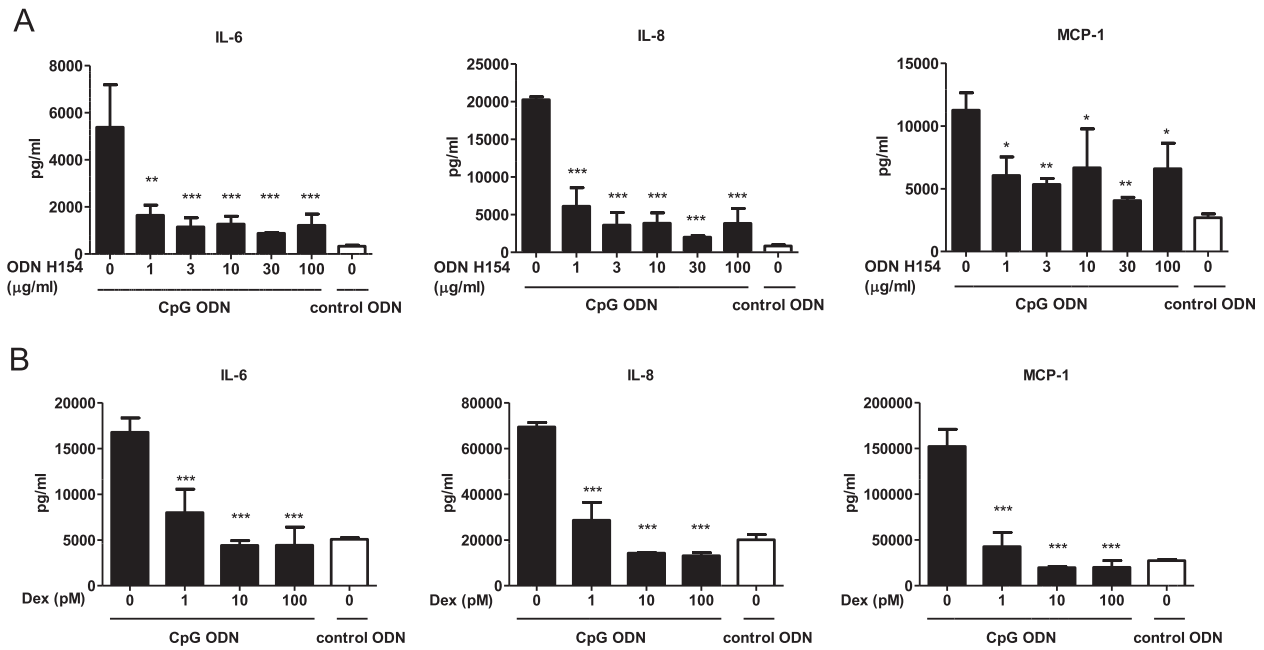 A
IL-6 IL-8 MCP-1
8000 25000 15000
6000 20000
4000 15000 10000
2000 10000 5000
0 5000 0
0
pg/ml pg/ml pg/ml
** *** *** *** ***
*** *** *** *** ***
* ** * ** *
ODN H154 0 1 3 10 30 100 0 ODN H154 0 1 3 10 30 100 0 ODN H154 0 1 3 10 30 100 0
(μg/ml) (μg/ml) (μg/ml)
CpG ODN control ODN CpG ODN control ODN CpG ODN control ODN
B
IL-6 IL-8 MCP-1
20000 80000 200000
15000 60000 150000
10000 40000 100000
5000 20000 50000
0 0 0
pg/ml pg/ml pg/ml
*** *** ***
*** *** ***
*** *** ***
Dex (pM) 0 1 10 100 0 Dex (pM) 0 1 10 100 0 Dex (pM) 0 1 10 100 0
CpG ODN control ODN CpG ODN control ODN CpG ODN control ODN